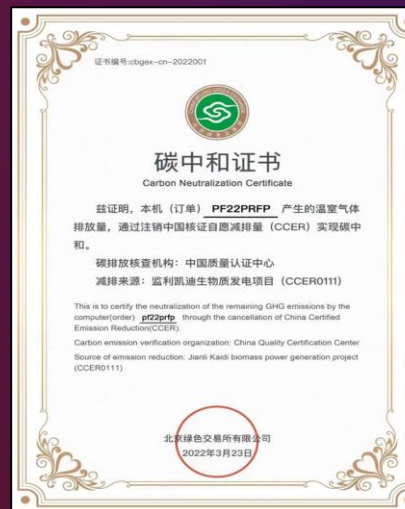 证书编号:cbgex-cn-2022001
碳中和证书
Carbon Neutralization Certificate
兹证明，本机（订单） PF22PRFP 产生的温室气体
排放量，通过注销中国核证自愿减排量（CCER）实现碳中
和。
碳排放核查机构：中国质量认证中心
减排来源：监利凯迪生物质发电项目（CCER0111）
This is to certify the neutralization of the remaining GHG emissions by the
computer(order) pf22prfp through the cancellation of China Certified
Emission Reduction(CCER).
Carbon emission verification organization: China Quality Certification Center
Source of emission reduction: Jianli Kaidi biomass power generation project
(CCER0111)
北京绿色交易所有限公司
2022年3月23日